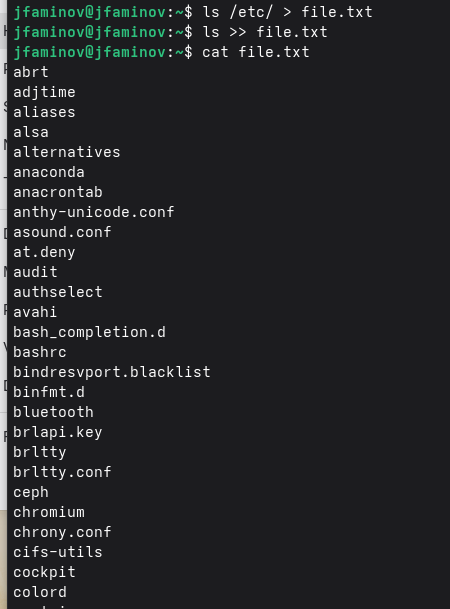 jfaminov@jfaminov:~$ ls /etc/ > file.txt
jfaminov@jfaminov:~$ ls >> file.txt
jfaminov@jfaminov:~$ cat file.txt
abrt
adjtime
aliases
alsa
alternatives
anaconda
anacrontab
anthy-unicode.conf
asound.conf
at.deny
audit
authselect
avahi
bash_completion.d
bashrc
bindresvport.blacklist
binfmt.d
bluetooth
brlapi.key
brltty
brltty.conf
ceph
chromium
chrony.conf
cifs-utils
cockpit
colord